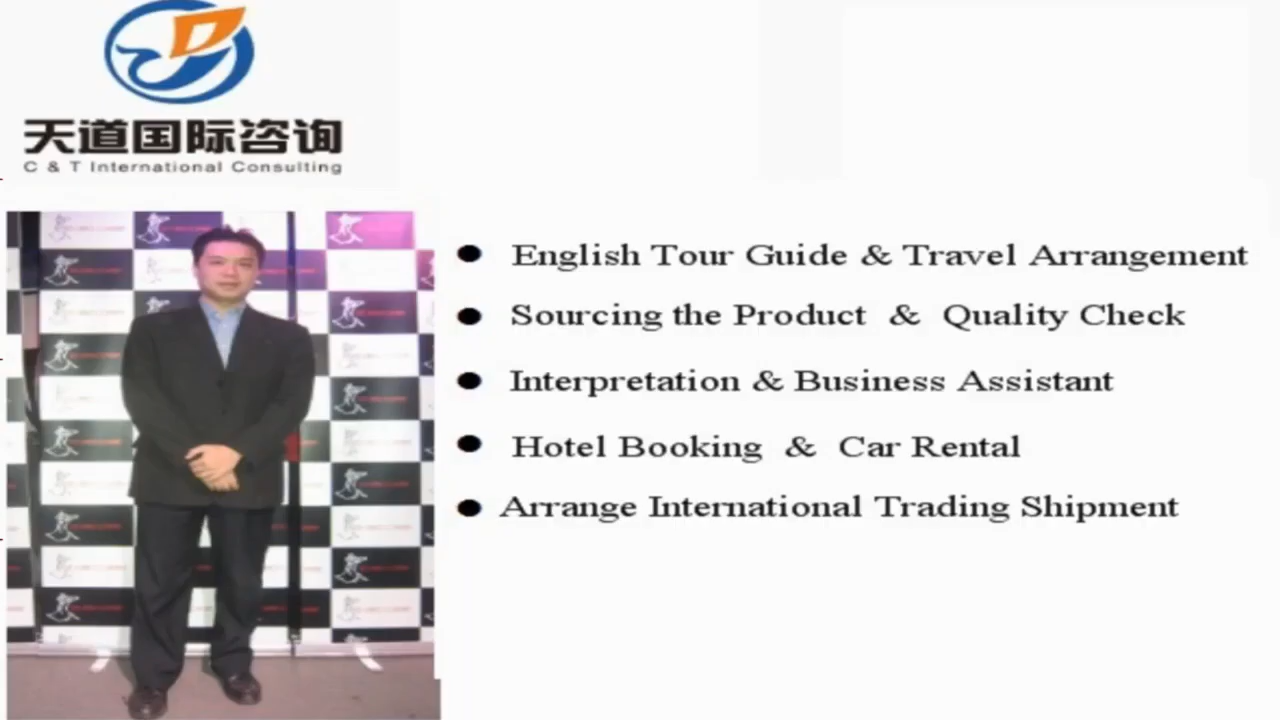 天道国际咨询
C & T International Consulting
● English Tour Guide & Travel Arrangement
● Sourcing the Product & Quality Check
● Interpretation & Business Assistant
● Hotel Booking & Car Rental
● Arrange International Trading Shipment